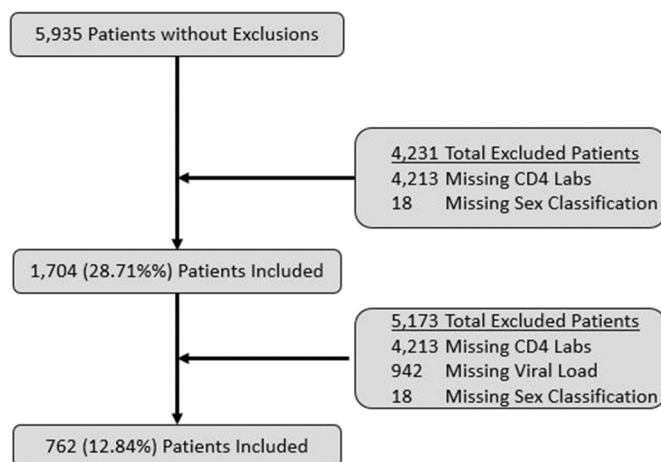 5,935 Patients without Exclusions
4,231 Total Excluded Patients
4,213 Missing CD4 Labs
18 Missing Sex Classification
1,704 (28.71%%) Patients Included
5,173 Total Excluded Patients
4,213 Missing CD4 Labs
942 Missing Viral Load
18 Missing Sex Classification
762 (12.84%) Patients Included